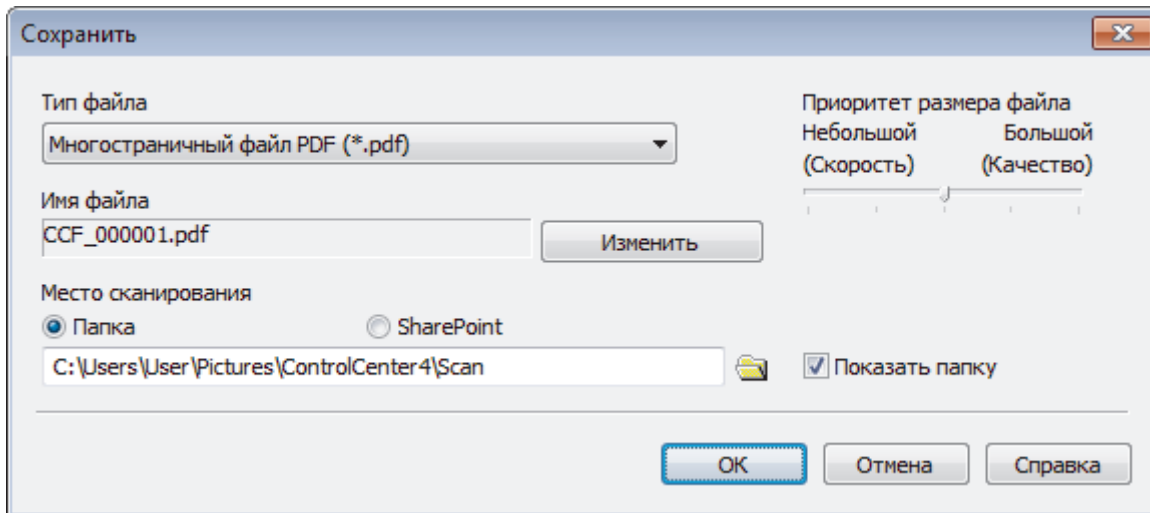 Сохранить
Тип файла
Многостраничный файл PDF (*.pdf)
Приоритет размера файла
Небольшой Большой
(Скорость) (Качество)
Имя файла
CCF_000001.pdf
Изменить
Место сканирования
Папка
SharePoint
C:\Users\User\Pictures\ControlCenter4\Scan
Показать папку
OK
Отмена
Справка